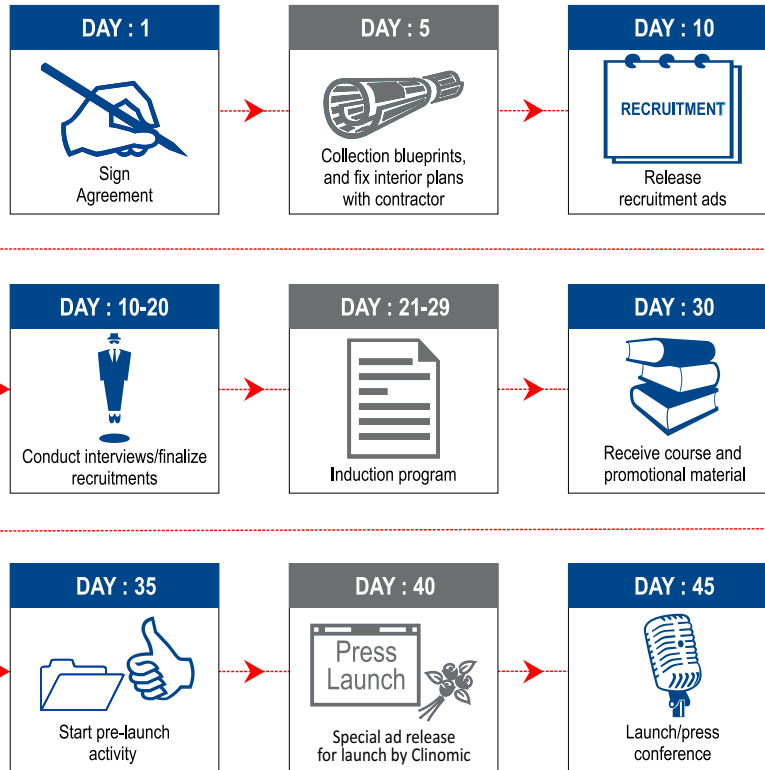 DAY : 1
Sign
Agreement
DAY : 5
Collection blueprints,
and fix interior plans
with contractor
DAY : 10
RECRUITMENT
Release
recruitment ads
DAY : 10-20
Conduct interviews/finalize
recruitments
DAY : 21-29
Induction program
DAY : 30
Receive course and
promotional material
DAY : 35
Start pre-launch
activity
DAY : 40
Press
Launch
Special ad release
for launch by Clinomic
DAY : 45
Launch/press
conference